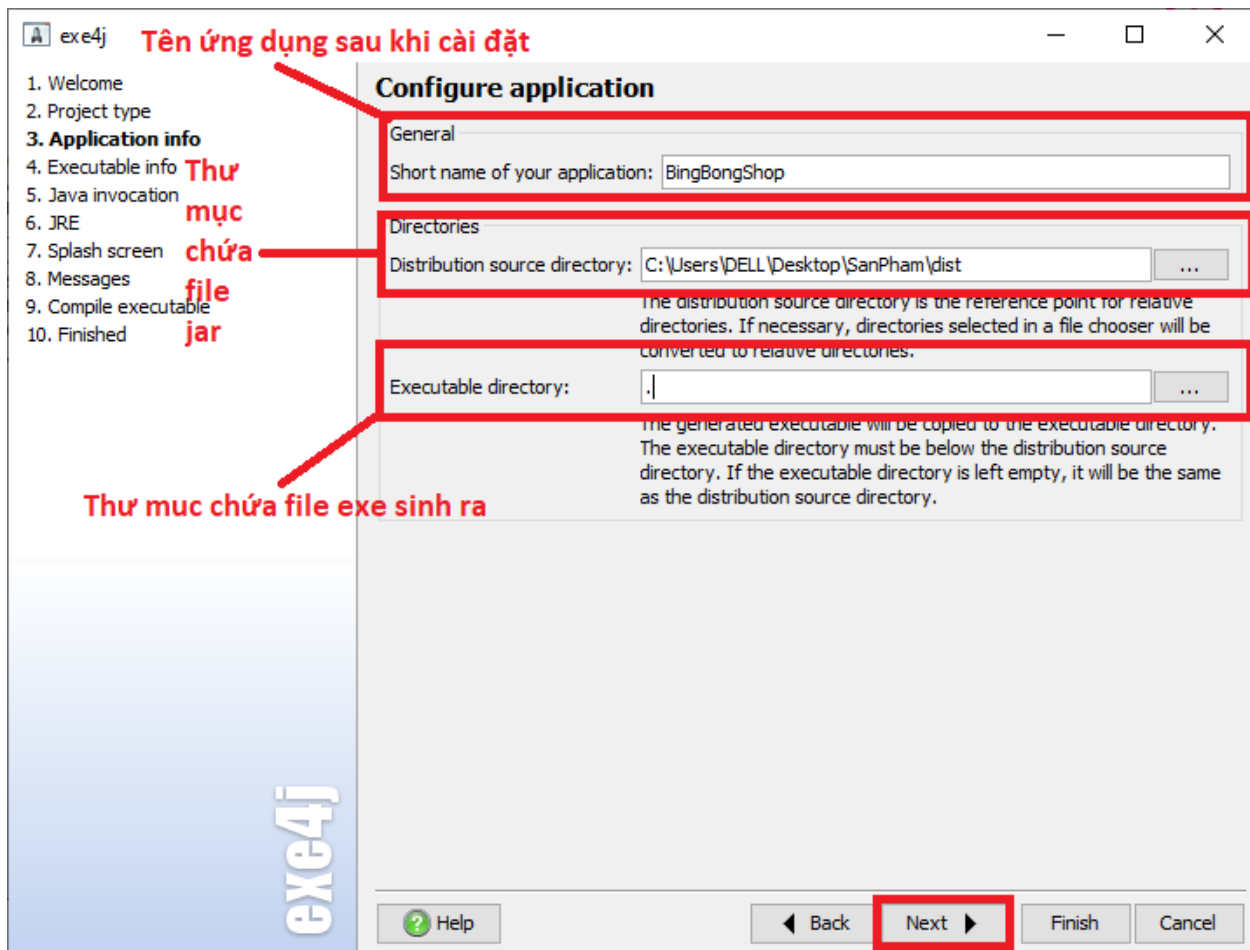 exe4j
Tên ứng dụng sau khi cài đặt
1. Welcome
2. Project type
3. Application info
4. Executable info
5. Java invocation
6. JRE
7. Splash screen
8. Messages
9. Compile executable
10. Finished
Thư
mục
chứa
file
jar
Configure application
General
Short name of your application: BingBongShop
Directories
Distribution source directory: C:\Users\DELL\Desktop\SanPham\dist ...
The distribution source directory is the reference point for relative
directories. If necessary, directories selected in a file chooser will be
converted to relative directories.
Executable directory: . ...
The generated executable will be copied to the executable directory.
The executable directory must be below the distribution source
directory. If the executable directory is left empty, it will be the same
as the distribution source directory.
Thư muc chứa file exe sinh ra
exe4j
Help
Back
Next
Finish
Cancel